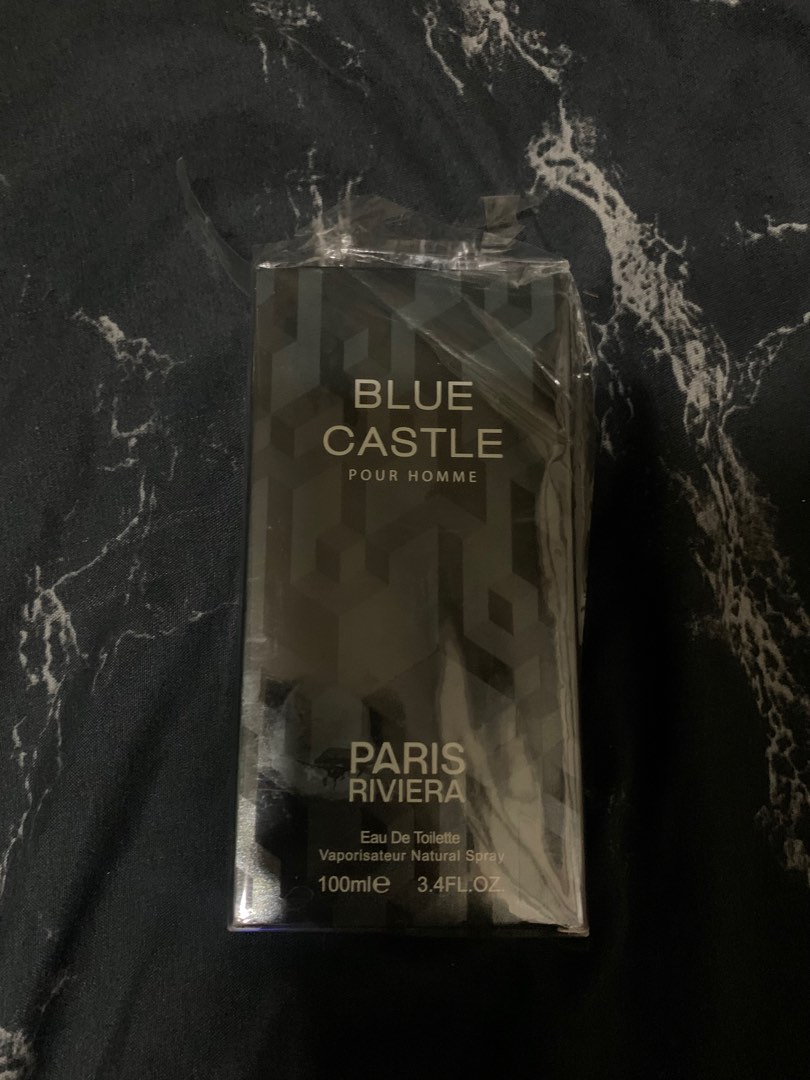 BLUE
CASTLE
POUR HOMME
PARIS
RIVIERA
Eau De Toilette
Vaporisateur Natural Spray
100ml℮ 3.4FL.OZ.